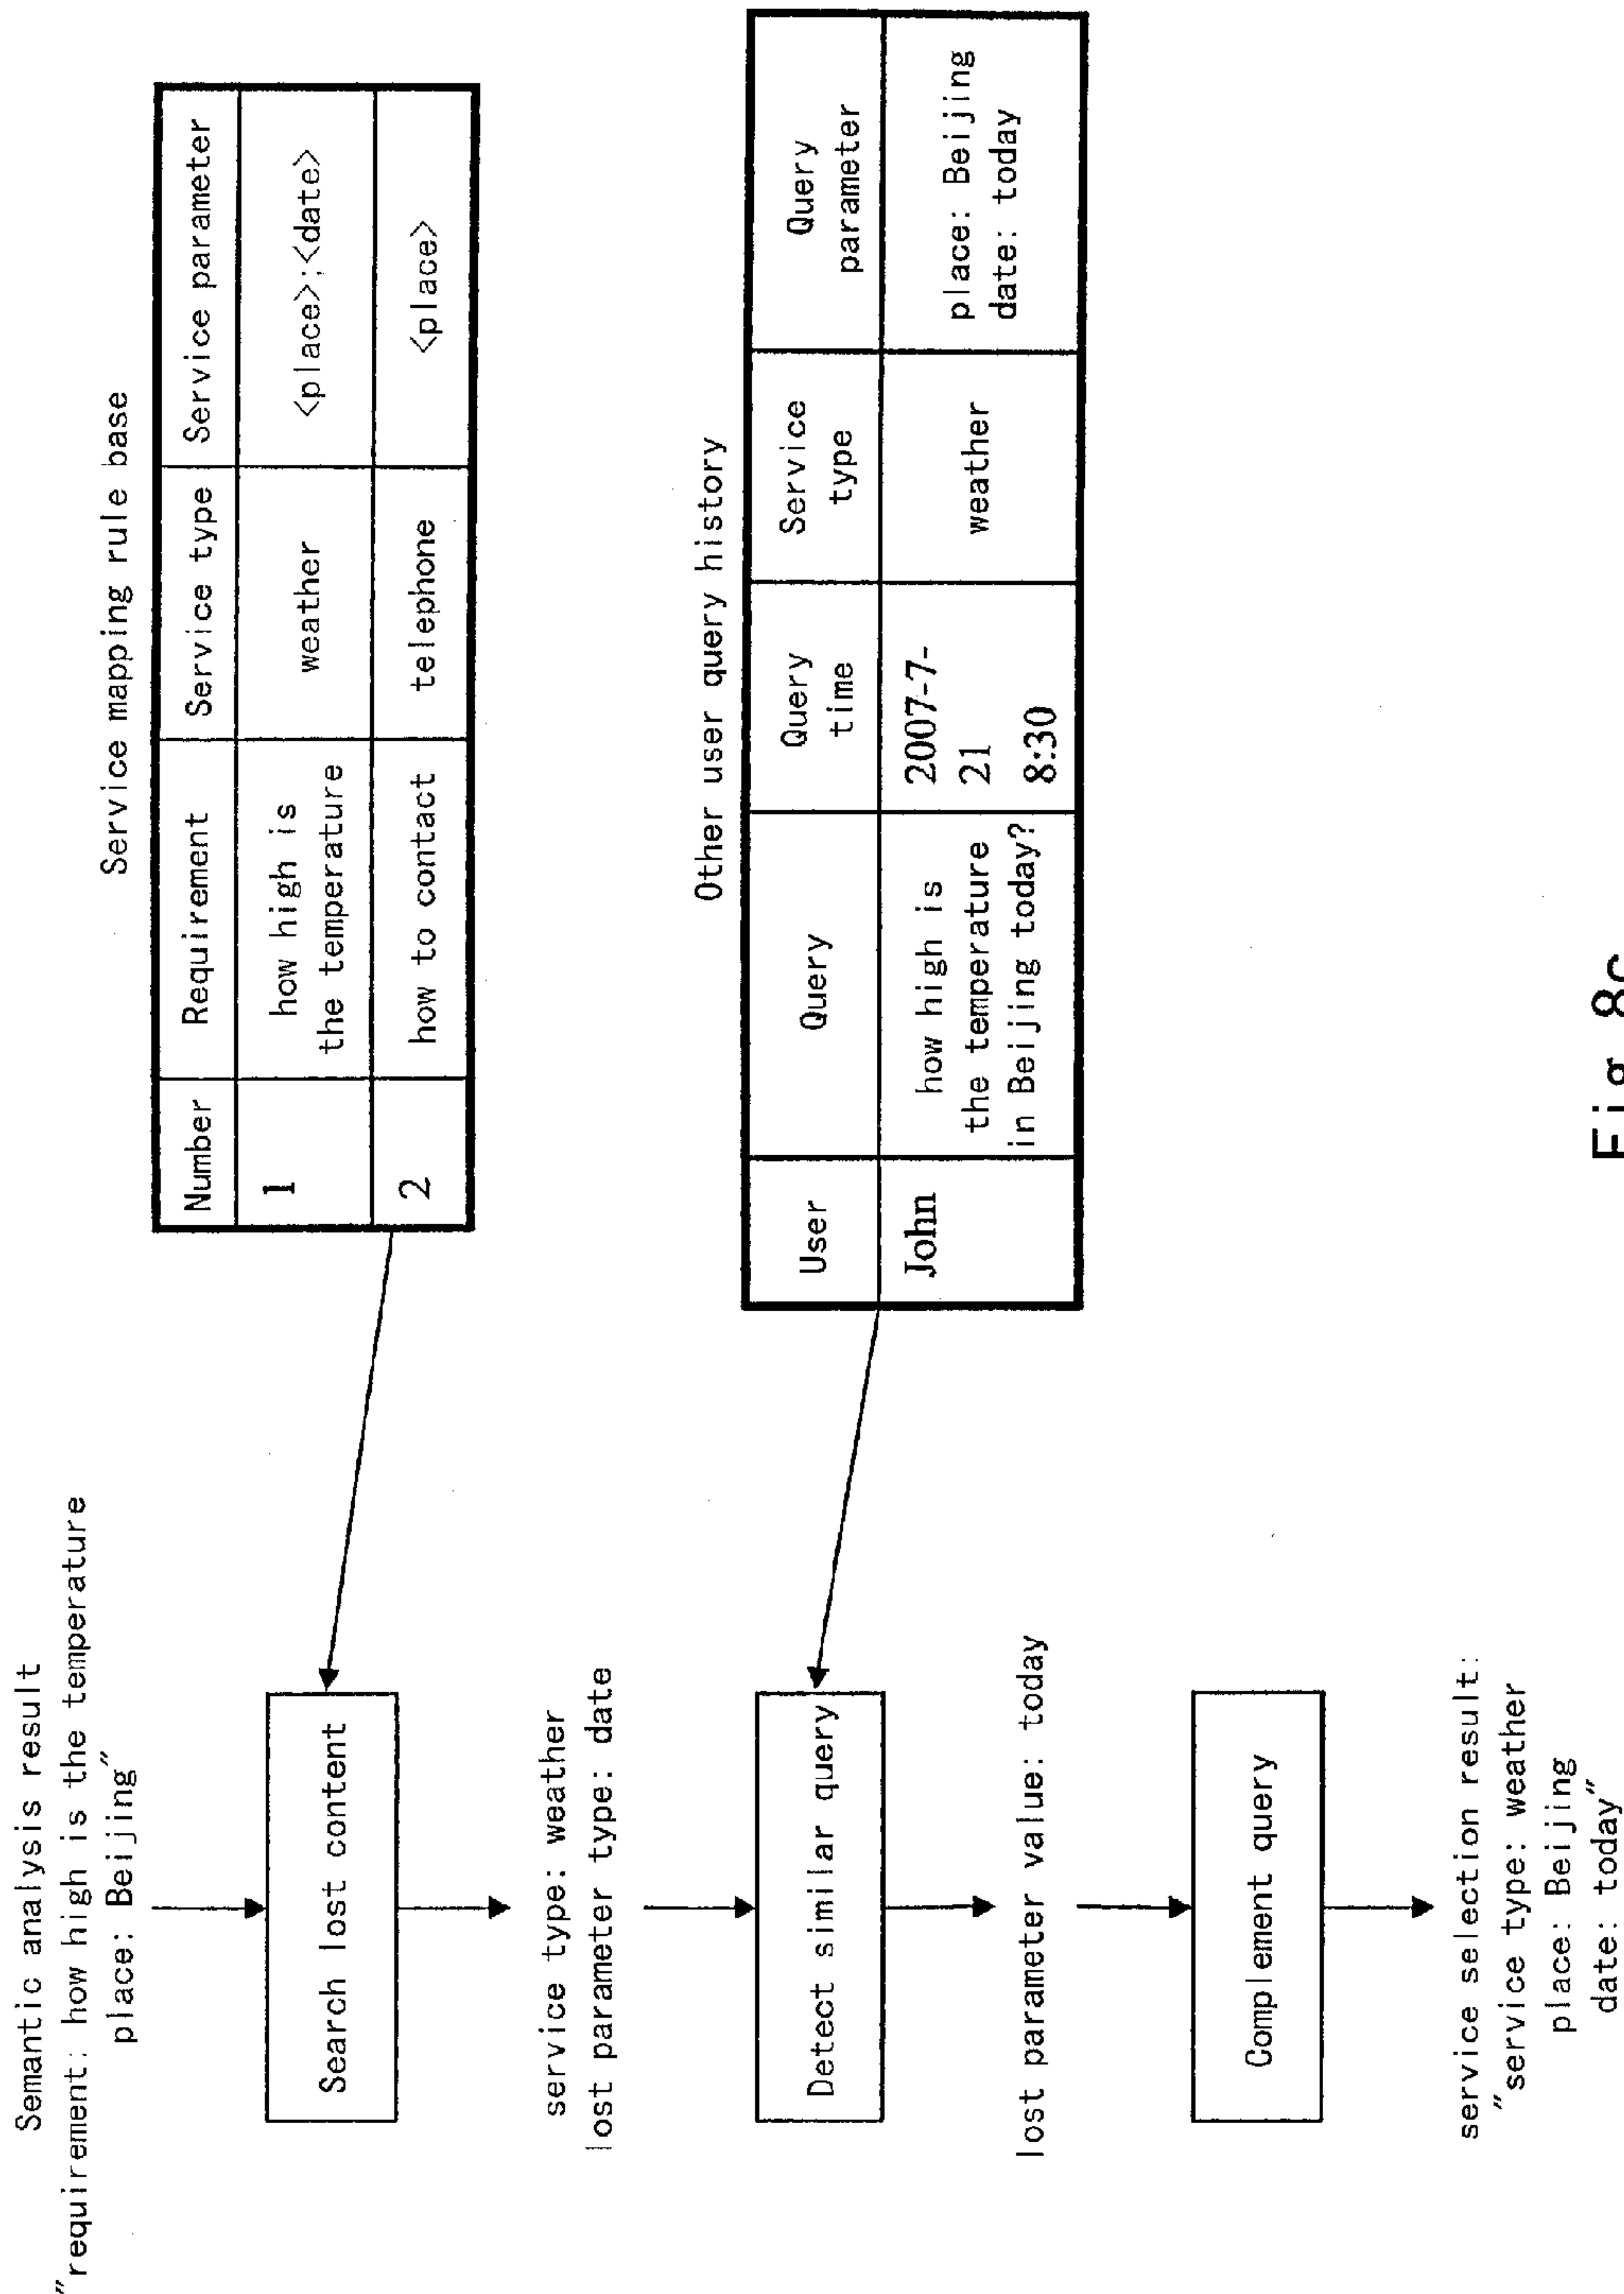 Semantic analysis result
"requirement: how high is the temperature
place: Beijing"
Search lost content
service type: weather
lost parameter type: date
Detect similar query
lost parameter value: today
Complement query
service selection result:
"service type: weather
place: Beijing
date: today"
Service mapping rule base
Number Requirement Service type Service parameter
1 how high is
the temperature weather <place>;<date>
2 how to contact telephone <place>
Other user query history
User Query Query
time Service
type Query
parameter
John how high is
the temperature
in Beijing today? 2007-7-
21
8:30 weather place: Beijing
date: today
Fig 8c